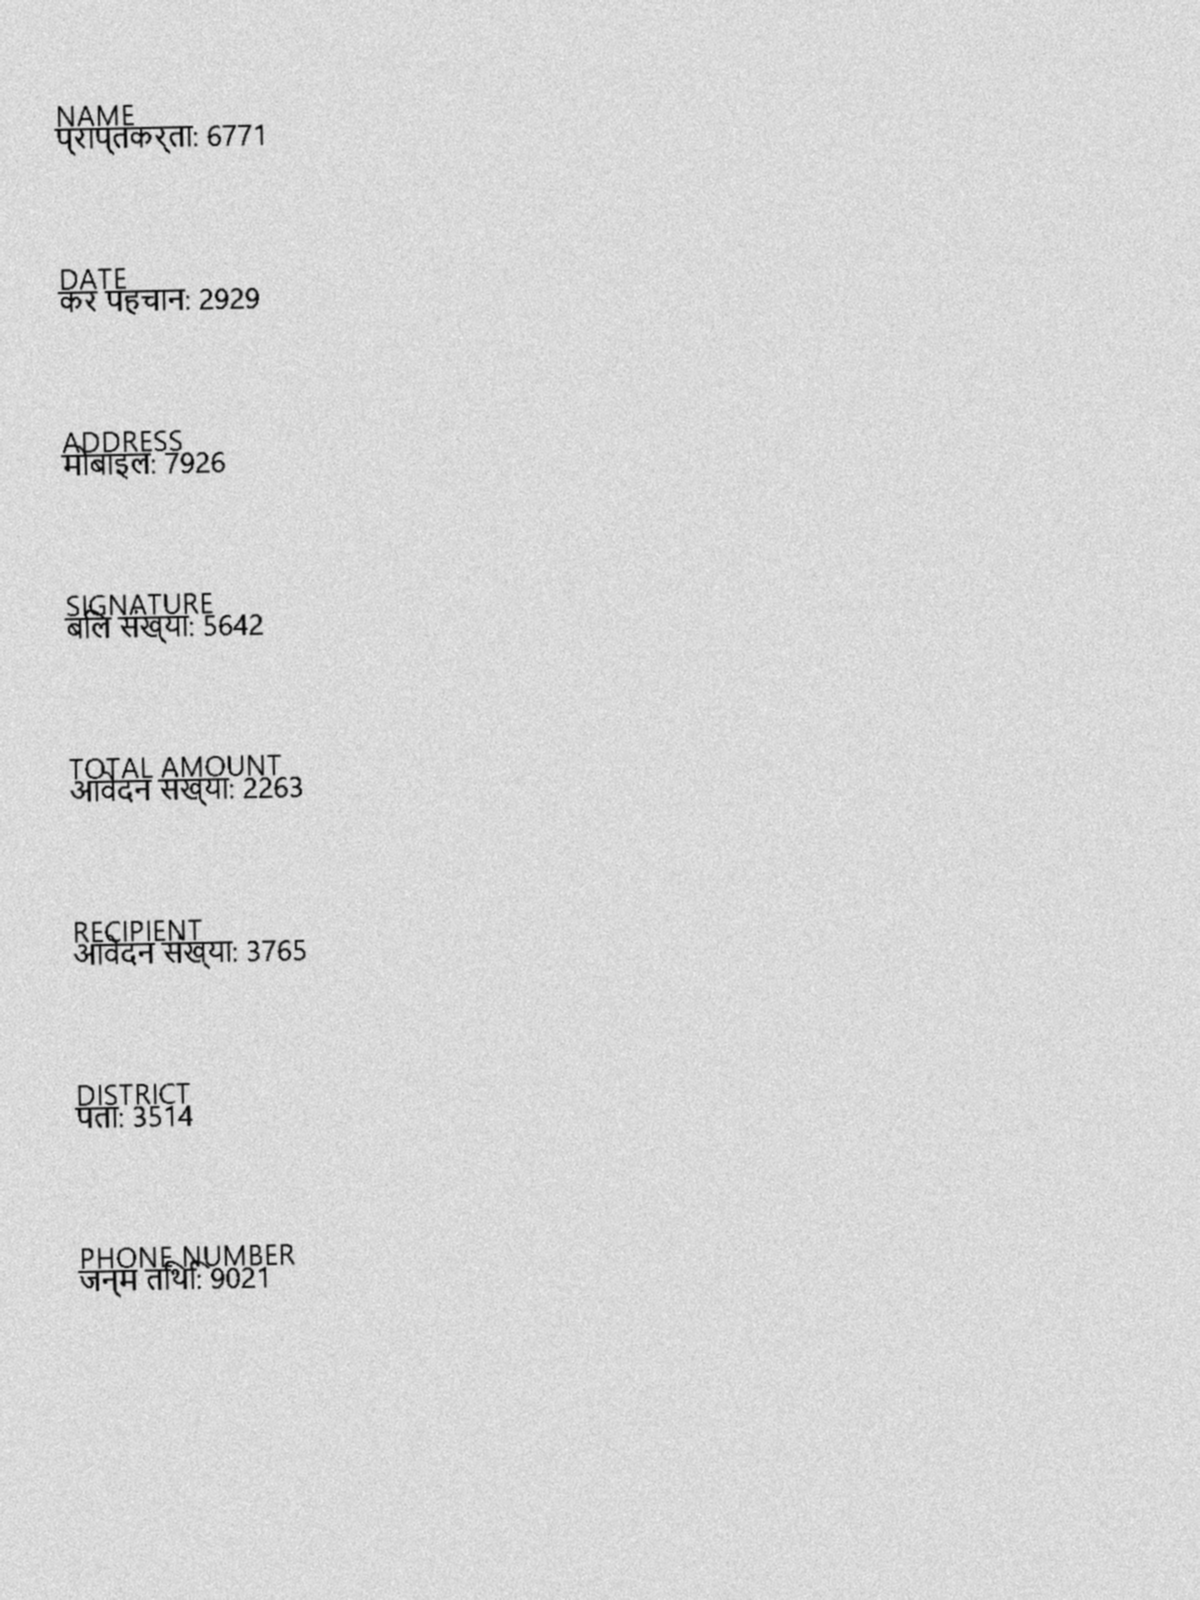 NAME
प्राप्तकर्ता: 6771
DATE
कर पहचान: 2929
ADDRESS
मोबाइल: 7926
SIGNATURE
बिल संख्या: 5642
TOTAL AMOUNT
आवेदन संख्या: 2263
RECIPIENT
आवेदन संख्या: 3765
DISTRICT
पता: 3514
PHONE NUMBER
जन्म तिथि: 9021